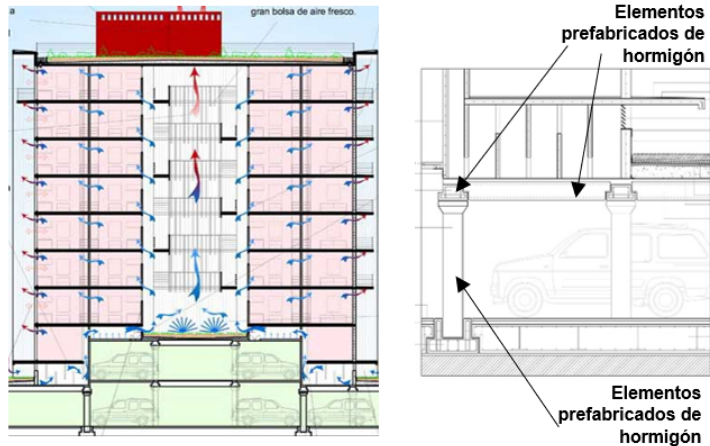 a
gran bolsa de aire fresco.
Elementos
prefabricados de
hormigón
Elementos
prefabricados de
hormigón